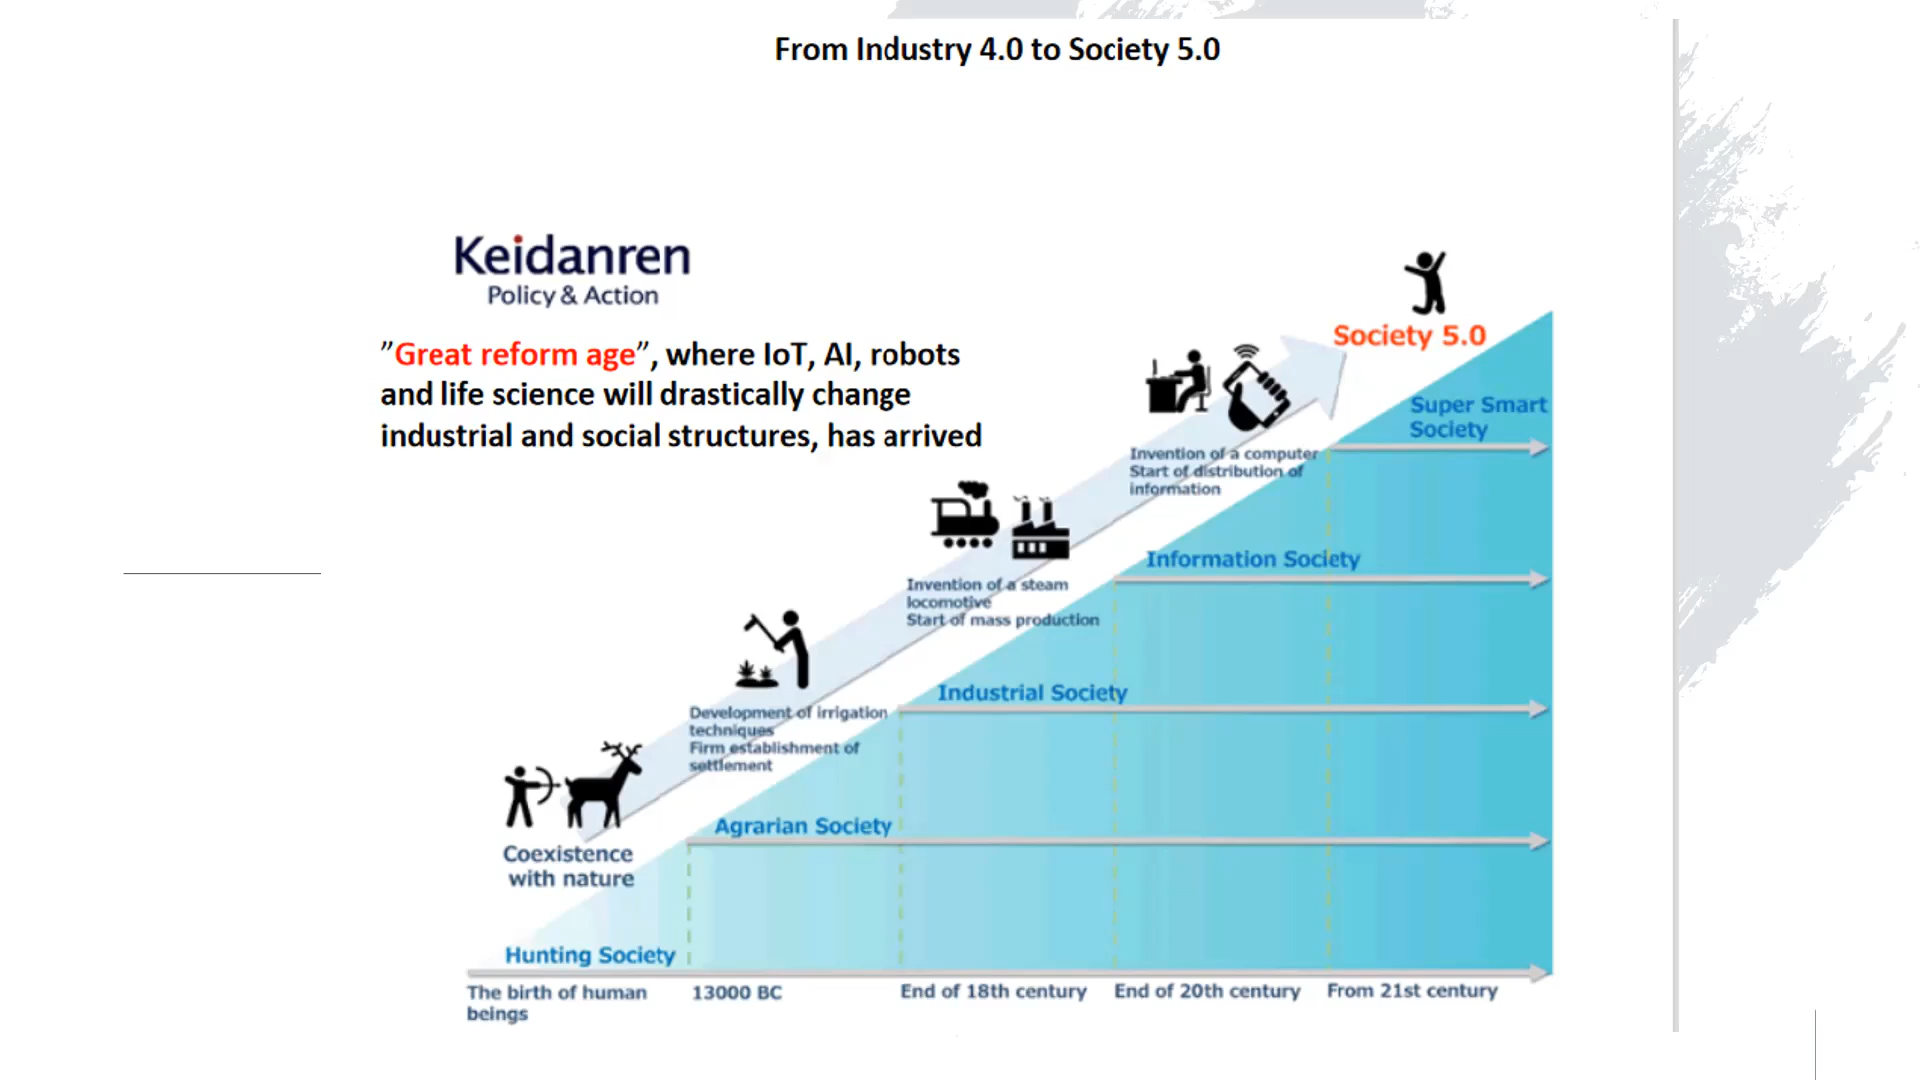 From Industry 4.0 to Society 5.0
Keidanren
Policy & Action
”Great reform age”, where IoT, AI, robots
and life science will drastically change
industrial and social structures, has arrived
Society 5.0
Super Smart
Society
Invention of a computer
Start of distribution of
information
Information Society
Invention of a steam
locomotive
Start of mass production
Industrial Society
Development of irrigation
techniques
Firm establishment of
settlement
Agrarian Society
Coexistence
with nature
Hunting Society
The birth of human
beings
13000 BC
End of 18th century
End of 20th century
From 21st century